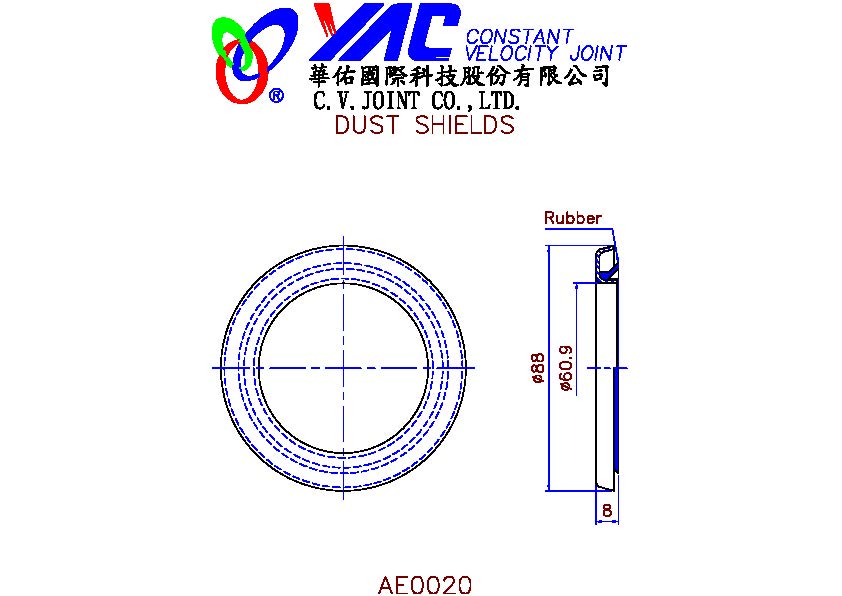 YAC CONSTANT
VELOCITY JOINT
®
華佑國際科技股份有限公司
C.V.JOINT CO.,LTD.
DUST SHIELDS
Rubber
ø88
ø60.9
8
AE0020